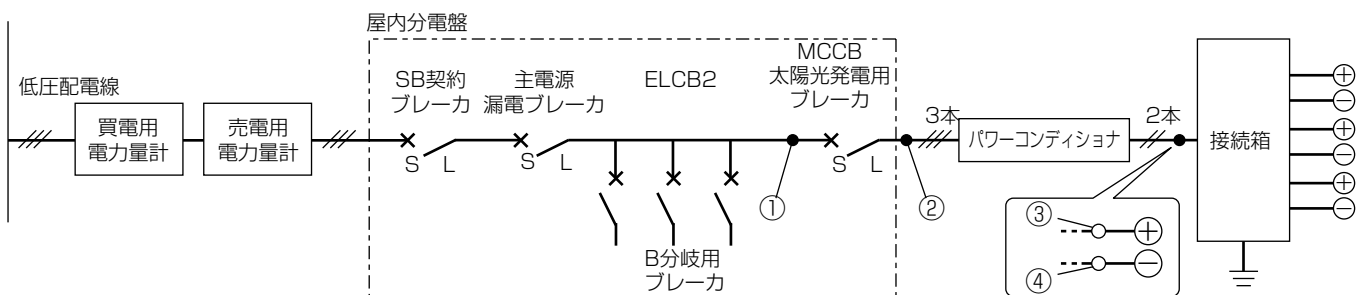 屋内分電盤
低圧配電線
買電用
電力量計
売電用
電力量計
SB契約
ブレーカ
S L
主電源
漏電ブレーカ
S L
ELCB2
B分岐用
ブレーカ
①
MCCB
太陽光発電用
ブレーカ
S L
②
3本
パワーコンディショナ
2本
③
+
④
−
接続箱
+
−
+
−
+
−